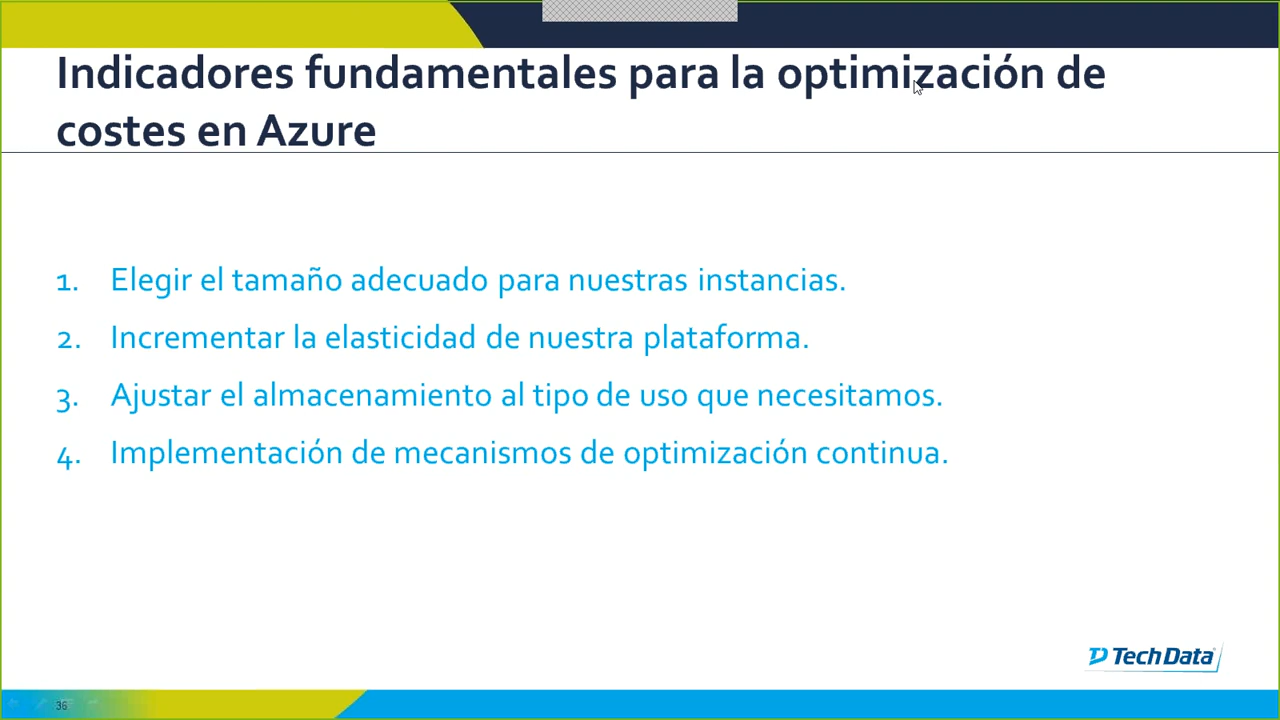 Indicadores fundamentales para la optimización de
costes en Azure
1. Elegir el tamaño adecuado para nuestras instancias.
2. Incrementar la elasticidad de nuestra plataforma.
3. Ajustar el almacenamiento al tipo de uso que necesitamos.
4. Implementación de mecanismos de optimización continua.
Tech Data
36